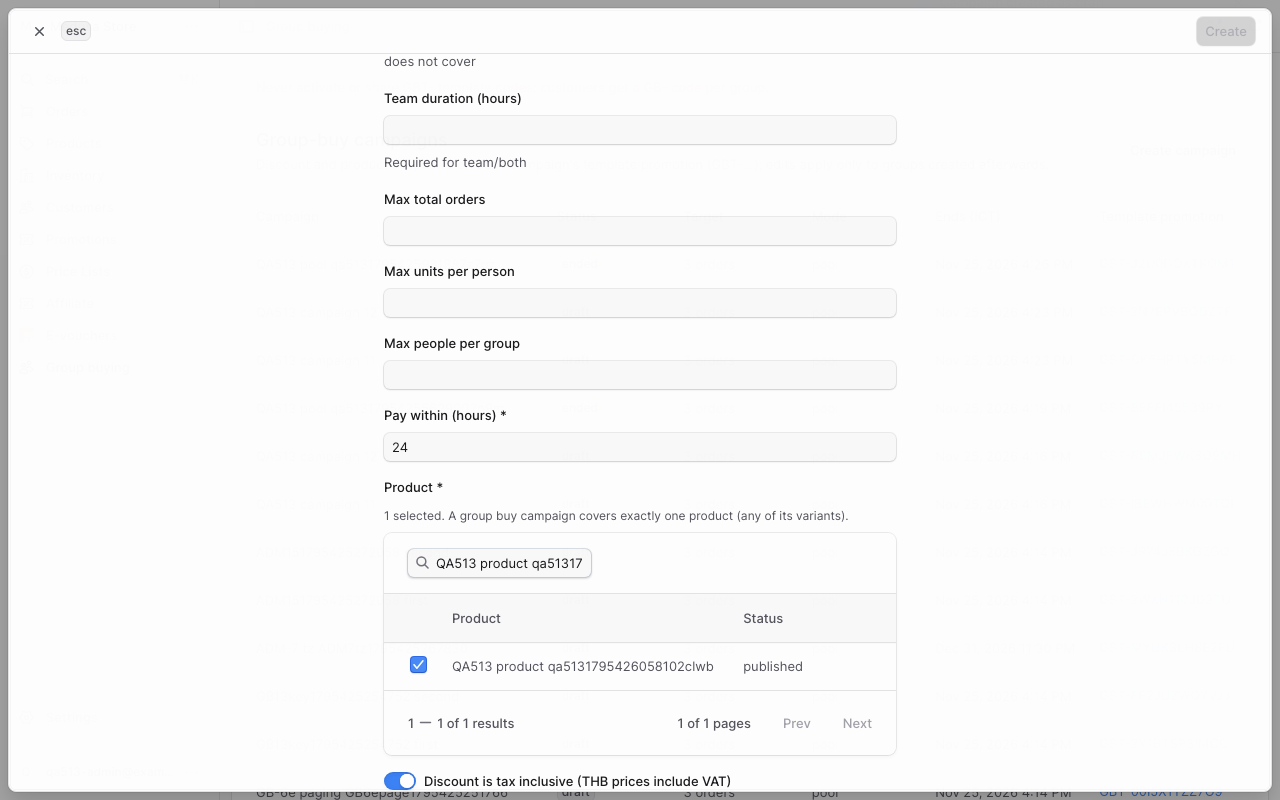 esc
Create
does not cover
Team duration (hours)
Required for team/both
Max total orders
Max units per person
Max people per group
Pay within (hours) *
24
Product *
1 selected. A group buy campaign covers exactly one product (any of its variants).
QA513 product qa51317
Product Status
QA513 product qa5131795426058102clwb published
1 — 1 of 1 results 1 of 1 pages Prev Next
Discount is tax inclusive (THB prices include VAT)